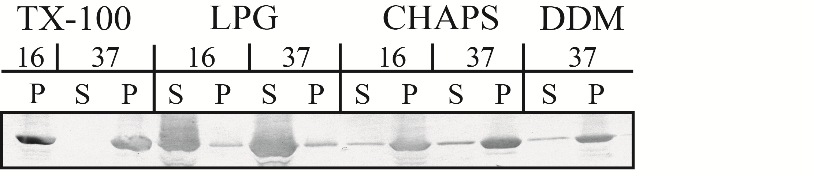 TX-100 LPG CHAPS DDM
16 37 16 37 16 37 37
P S P S P S P S P S P S P